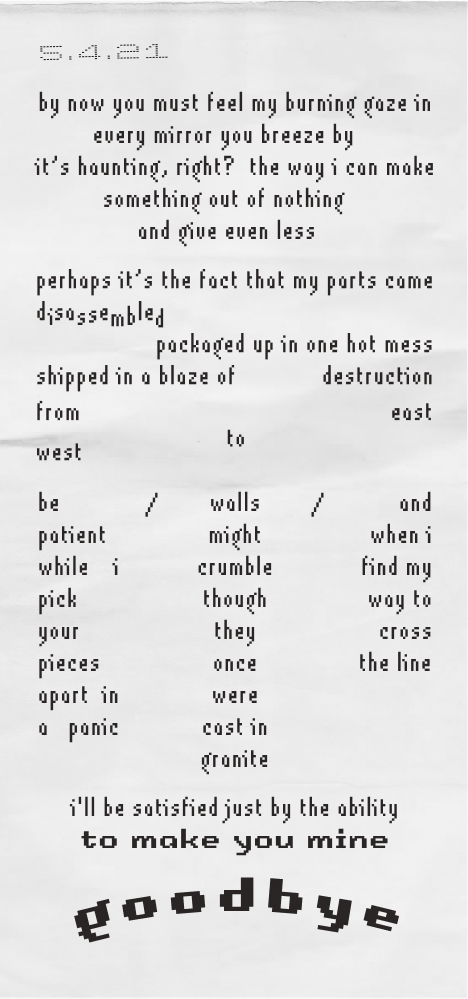 5.4.21
by now you must feel my burning gaze in
every mirror you breeze by
it's haunting, right? the way i can make
something out of nothing
and give even less
perhaps it's the fact that my parts came
disassembled
packaged up in one hot mess
shipped in a blaze of destruction
from east
to
west
be / walls / and
patient might when i
while i crumble find my
pick though way to
your they cross
pieces once the line
apart in were
a panic cast in
granite
i'll be satisfied just by the ability
to make you mine
goodbye